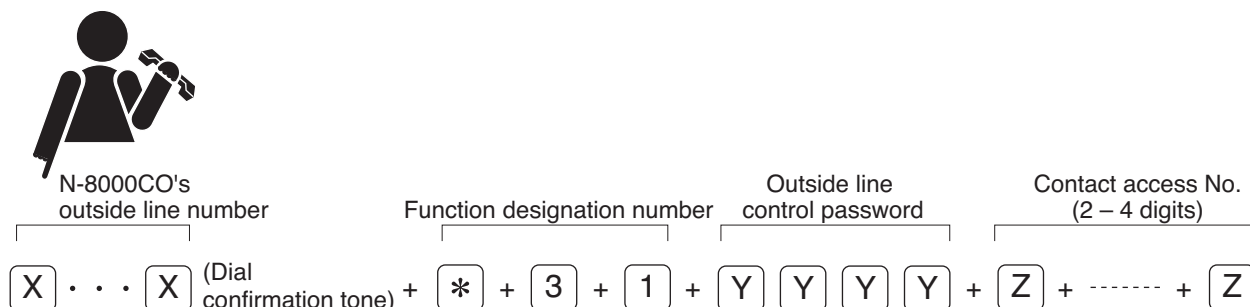 N-8000CO's
outside line number
Function designation number
Outside line
control password
Contact access No.
(2 – 4 digits)
X · · · X (Dial
confirmation tone) + * + 3 + 1 + Y Y Y Y + Z + ------- + Z